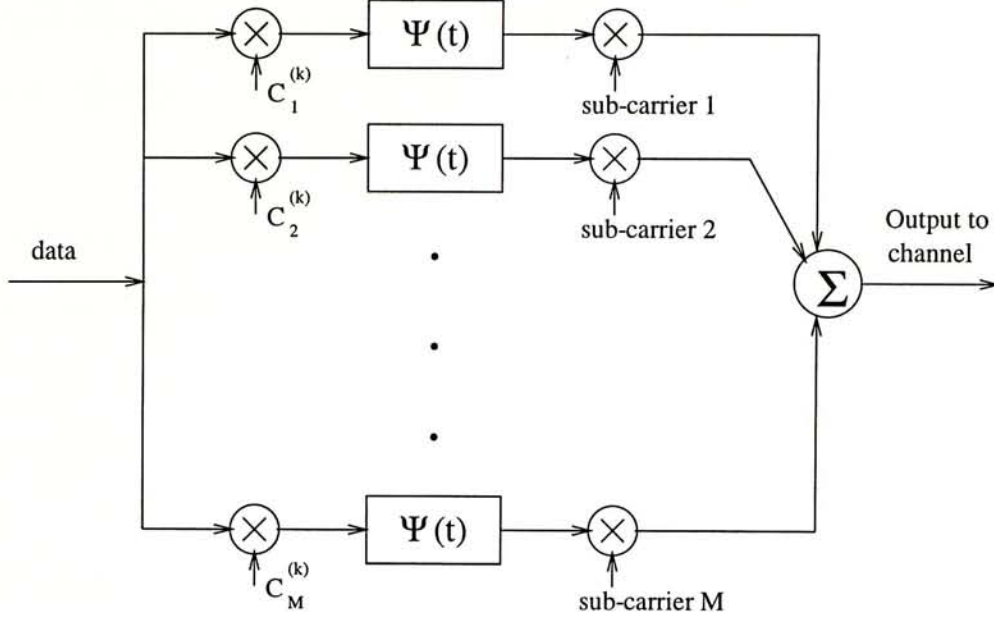 Ψ(t)
C₁⁽ᵏ⁾
sub-carrier 1
Ψ(t)
C₂⁽ᵏ⁾
sub-carrier 2
data
Output to
channel
Σ
Ψ(t)
C_M⁽ᵏ⁾
sub-carrier M